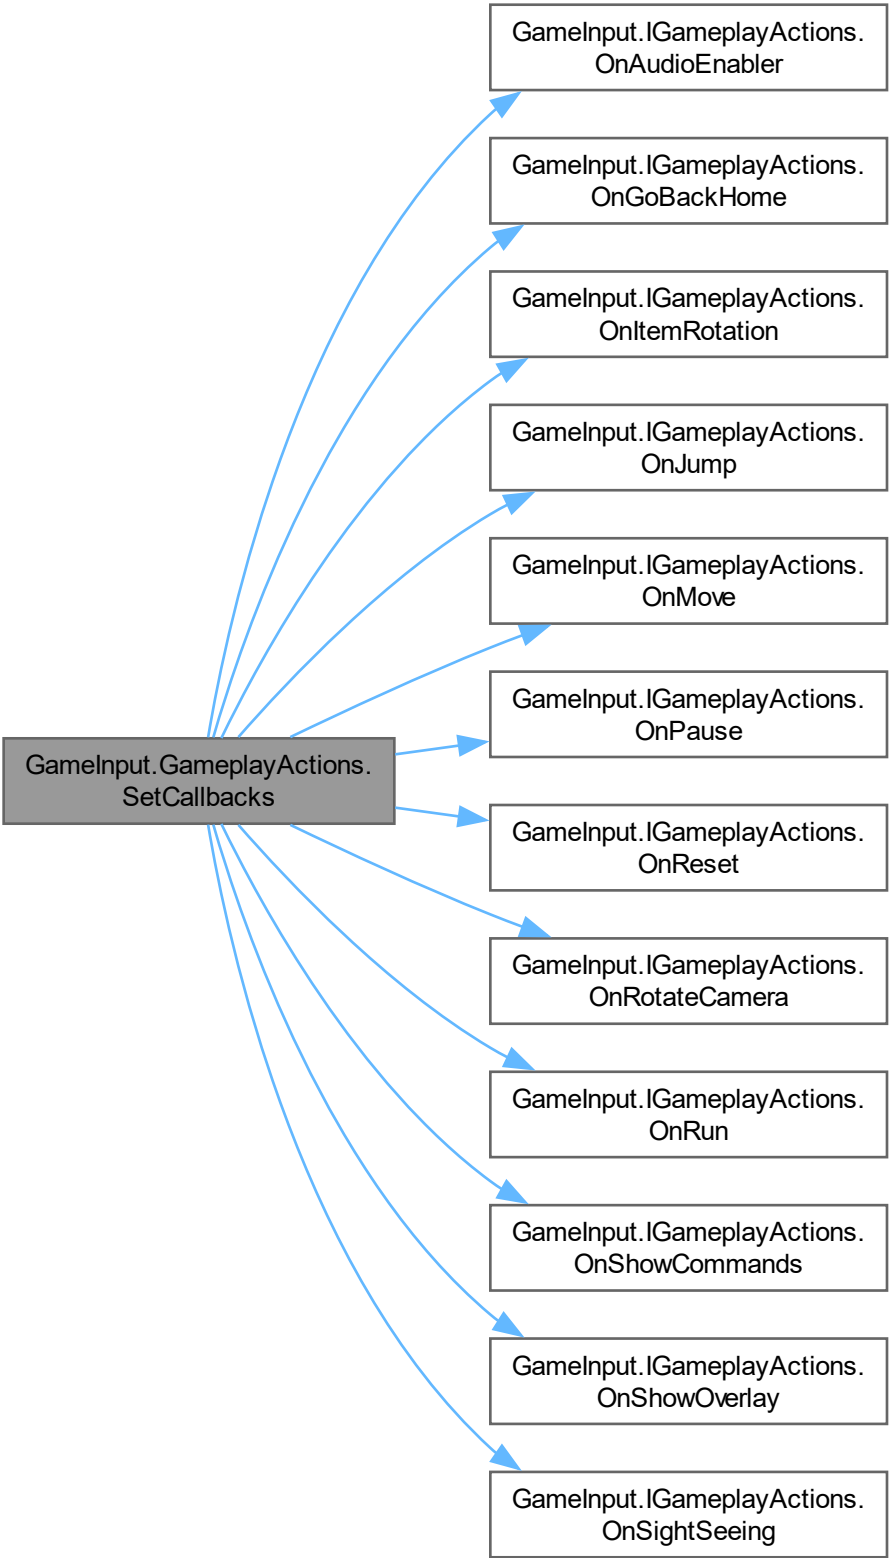 GameInput.IGameplayActions.
OnAudioEnabler
GameInput.IGameplayActions.
OnGoBackHome
GameInput.IGameplayActions.
OnItemRotation
GameInput.IGameplayActions.
OnJump
GameInput.IGameplayActions.
OnMove
GameInput.IGameplayActions.
OnPause
GameInput.GameplayActions.
SetCallbacks
GameInput.IGameplayActions.
OnReset
GameInput.IGameplayActions.
OnRotateCamera
GameInput.IGameplayActions.
OnRun
GameInput.IGameplayActions.
OnShowCommands
GameInput.IGameplayActions.
OnShowOverlay
GameInput.IGameplayActions.
OnSightSeeing